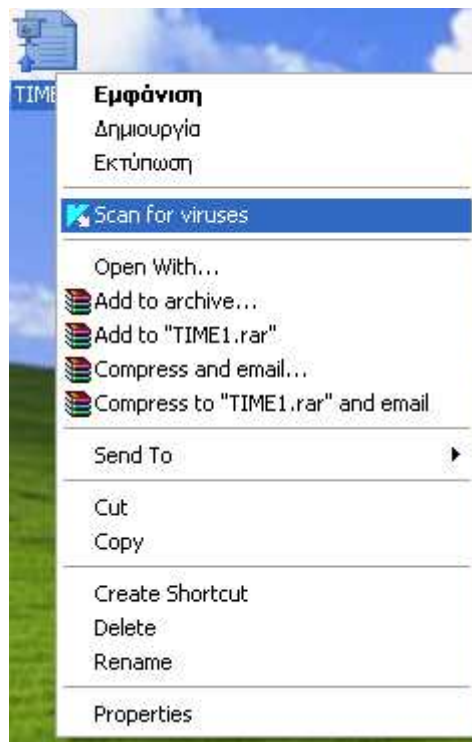 TIME
Εμφάνιση
Δημιουργία
Εκτύπωση
Scan for viruses
Open With...
Add to archive...
Add to "TIME1.rar"
Compress and email...
Compress to "TIME1.rar" and email
Send To
Cut
Copy
Create Shortcut
Delete
Rename
Properties